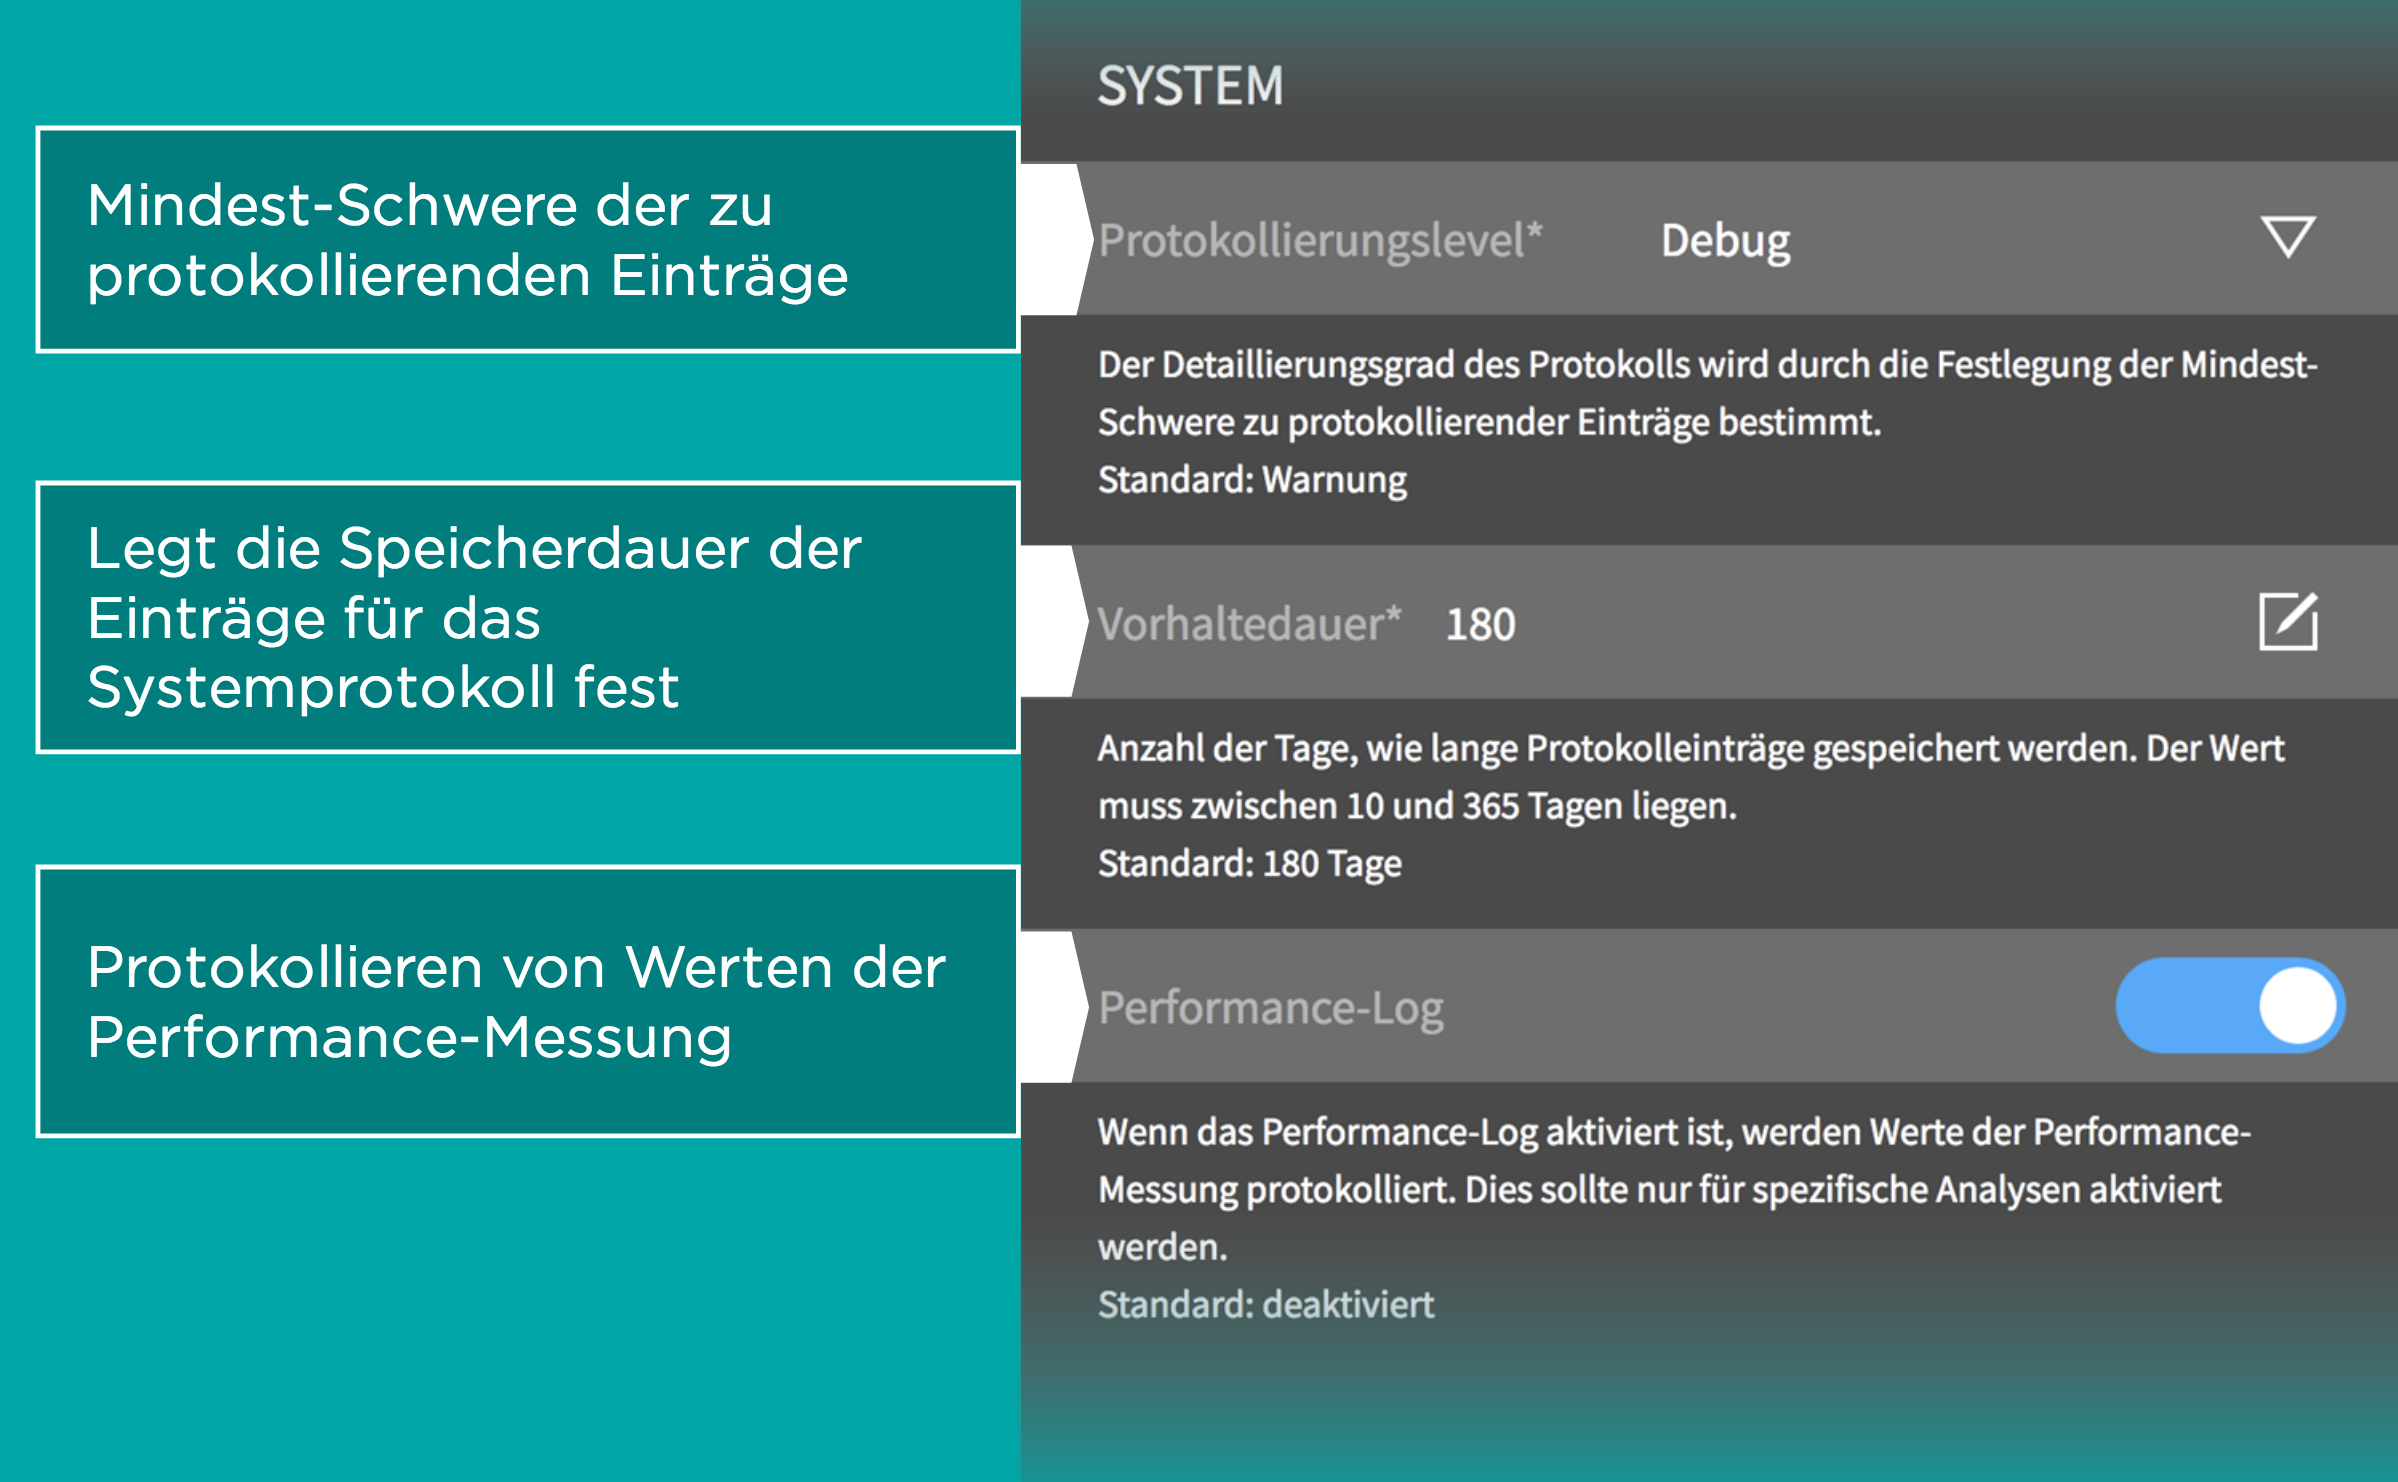 SYSTEM
Mindest-Schwere der zu
protokollierenden Einträge
Protokollierungslevel* Debug
Der Detaillierungsgrad des Protokolls wird durch die Festlegung der Mindest-
Schwere zu protokollierender Einträge bestimmt.
Standard: Warnung
Legt die Speicherdauer der
Einträge für das
Systemprotokoll fest
Vorhaltedauer* 180
Anzahl der Tage, wie lange Protokolleinträge gespeichert werden. Der Wert
muss zwischen 10 und 365 Tagen liegen.
Standard: 180 Tage
Protokollieren von Werten der
Performance-Messung
Performance-Log
Wenn das Performance-Log aktiviert ist, werden Werte der Performance-
Messung protokolliert. Dies sollte nur für spezifische Analysen aktiviert
werden.
Standard: deaktiviert